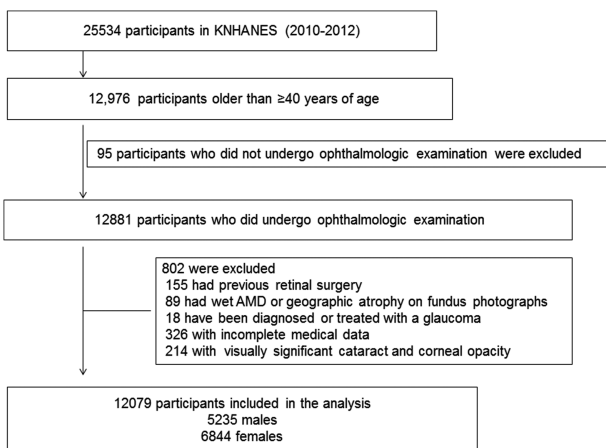 25534 participants in KNHANES (2010-2012)
12,976 participants older than ≥40 years of age
95 participants who did not undergo ophthalmologic examination were excluded
12881 participants who did undergo ophthalmologic examination
802 were excluded
155 had previous retinal surgery
89 had wet AMD or geographic atrophy on fundus photographs
18 have been diagnosed or treated with a glaucoma
326 with incomplete medical data
214 with visually significant cataract and corneal opacity
12079 participants included in the analysis
5235 males
6844 females